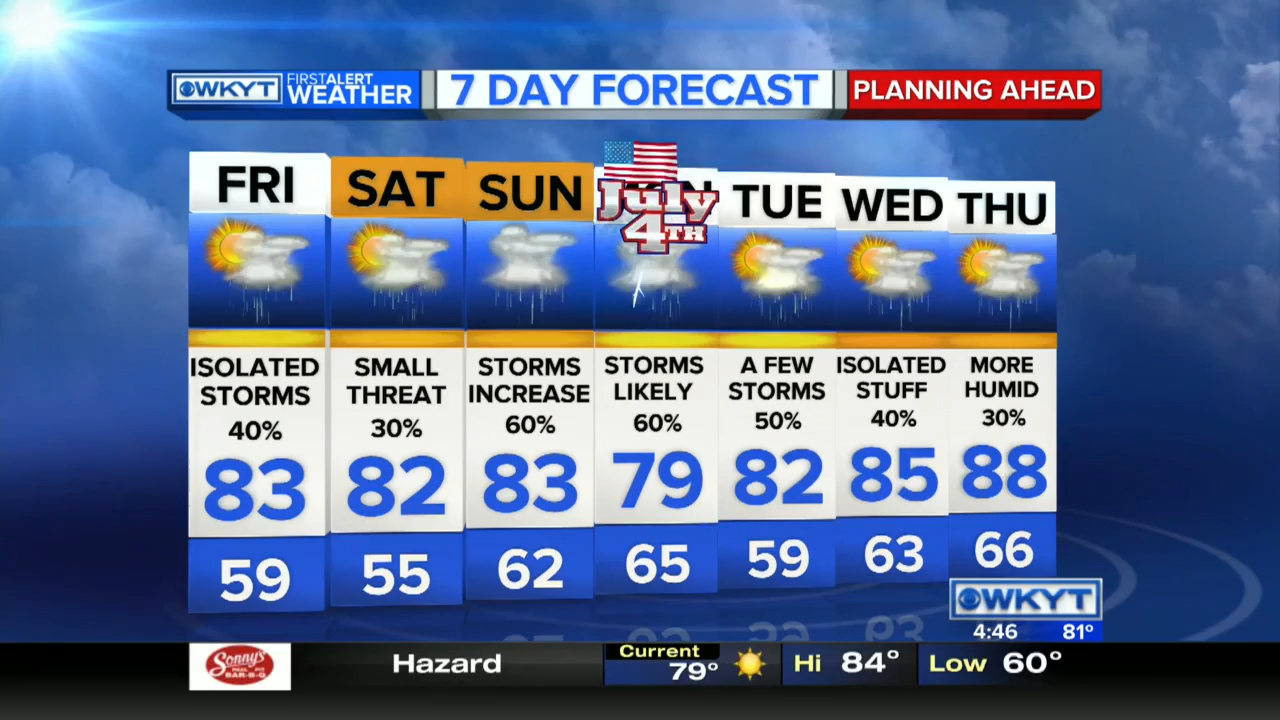 WKYT FIRST ALERT WEATHER
7 DAY FORECAST
PLANNING AHEAD
FRI
SAT
SUN
July
4TH
TUE
WED
THU
ISOLATED
STORMS
40%
83
59
SMALL
THREAT
30%
82
55
STORMS
INCREASE
60%
83
62
STORMS
LIKELY
60%
79
65
A FEW
STORMS
50%
82
59
ISOLATED
STUFF
40%
85
63
MORE
HUMID
30%
88
66
WKYT
4:46 81°
Sonny's
BAR-B-Q
Hazard
Current
79°
Hi 84°
Low 60°